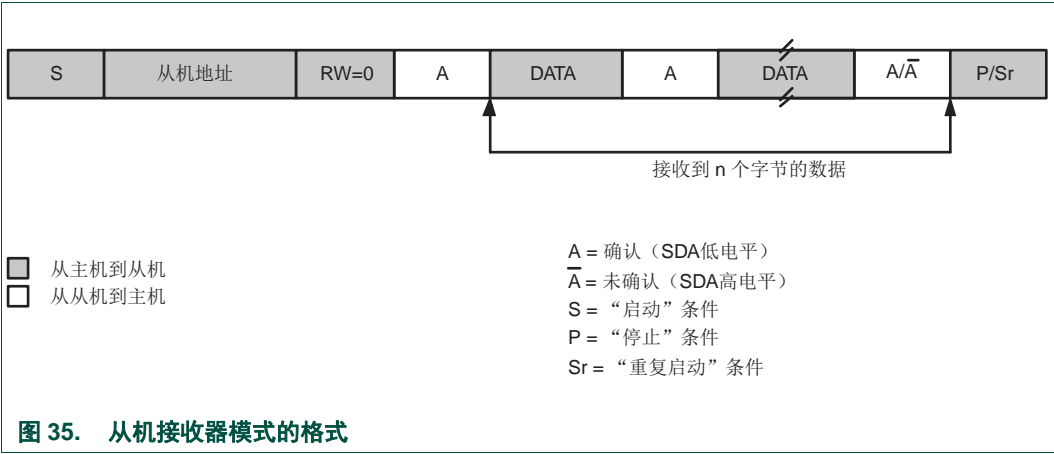 S 从机地址 RW=0 A DATA A DATA A/A̅ P/Sr
接收到 n 个字节的数据
从主机到从机
从从机到主机
A = 确认（SDA低电平）
A̅ = 未确认（SDA高电平）
S = “启动”条件
P = “停止”条件
Sr = “重复启动”条件
图 35. 从机接收器模式的格式